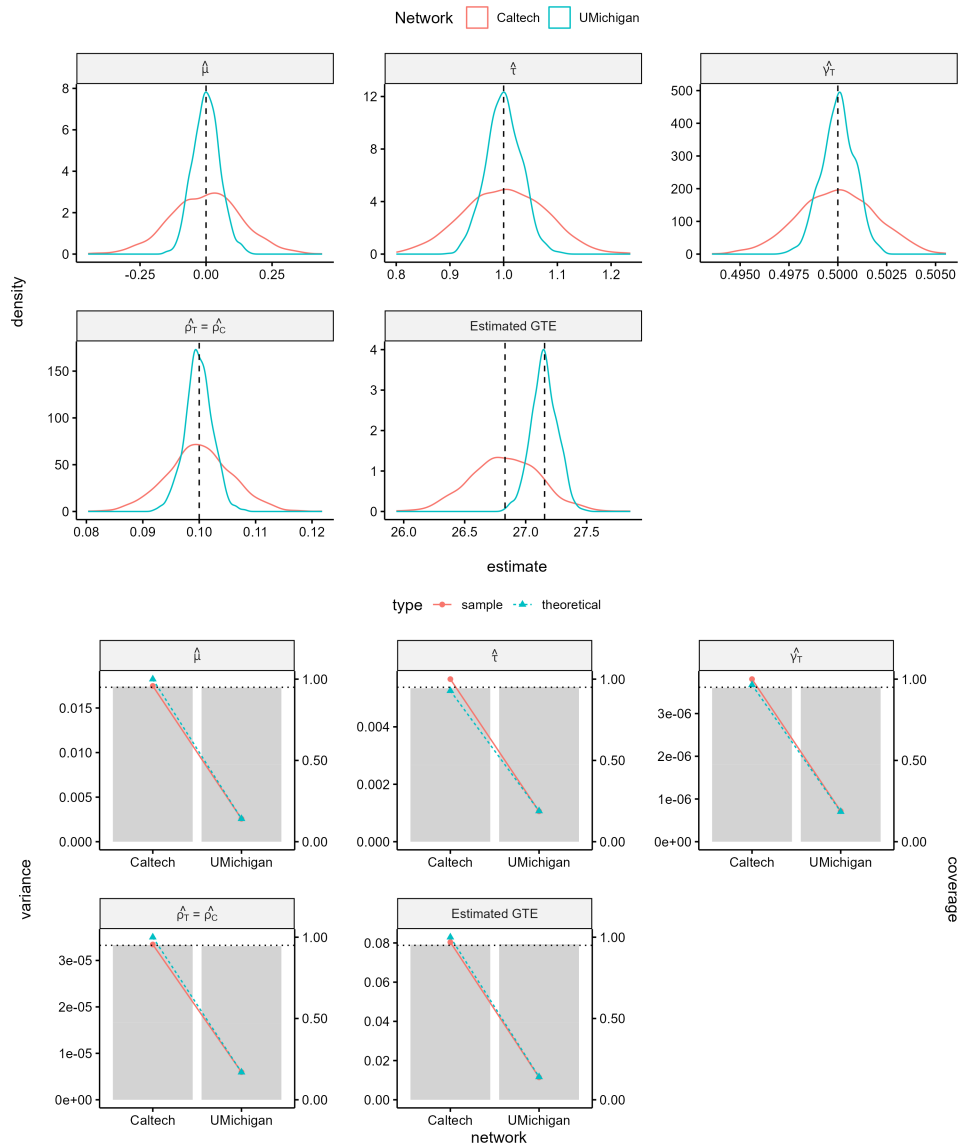 Network Caltech UMichigan
μ̂ τ̂ γ̂T
8 12 500
6 400
4 8 300
2 4 200
0 0 100
0
-0.25 0.00 0.25 0.8 0.9 1.0 1.1 1.2 0.4950 0.4975 0.5000 0.5025 0.5050
density
ρ̂T = ρ̂C Estimated GTE
150 4
100 3
50 2
0 1
0
0.08 0.09 0.10 0.11 0.12 26.0 26.5 27.0 27.5
estimate
type sample theoretical
μ̂ τ̂ γ̂T
0.015 1.00 0.004 1.00 3e-06 1.00
0.010 0.50 0.002 0.50 2e-06 0.50
0.005 1e-06
0.000 0.00 0.000 0.00 0e+00 0.00
Caltech UMichigan Caltech UMichigan Caltech UMichigan
variance
coverage
ρ̂T = ρ̂C Estimated GTE
3e-05 1.00 0.08 1.00
2e-05 0.50 0.06 0.50
1e-05 0.04
0e+00 0.00 0.02
0.00 0.00
Caltech UMichigan Caltech UMichigan
network